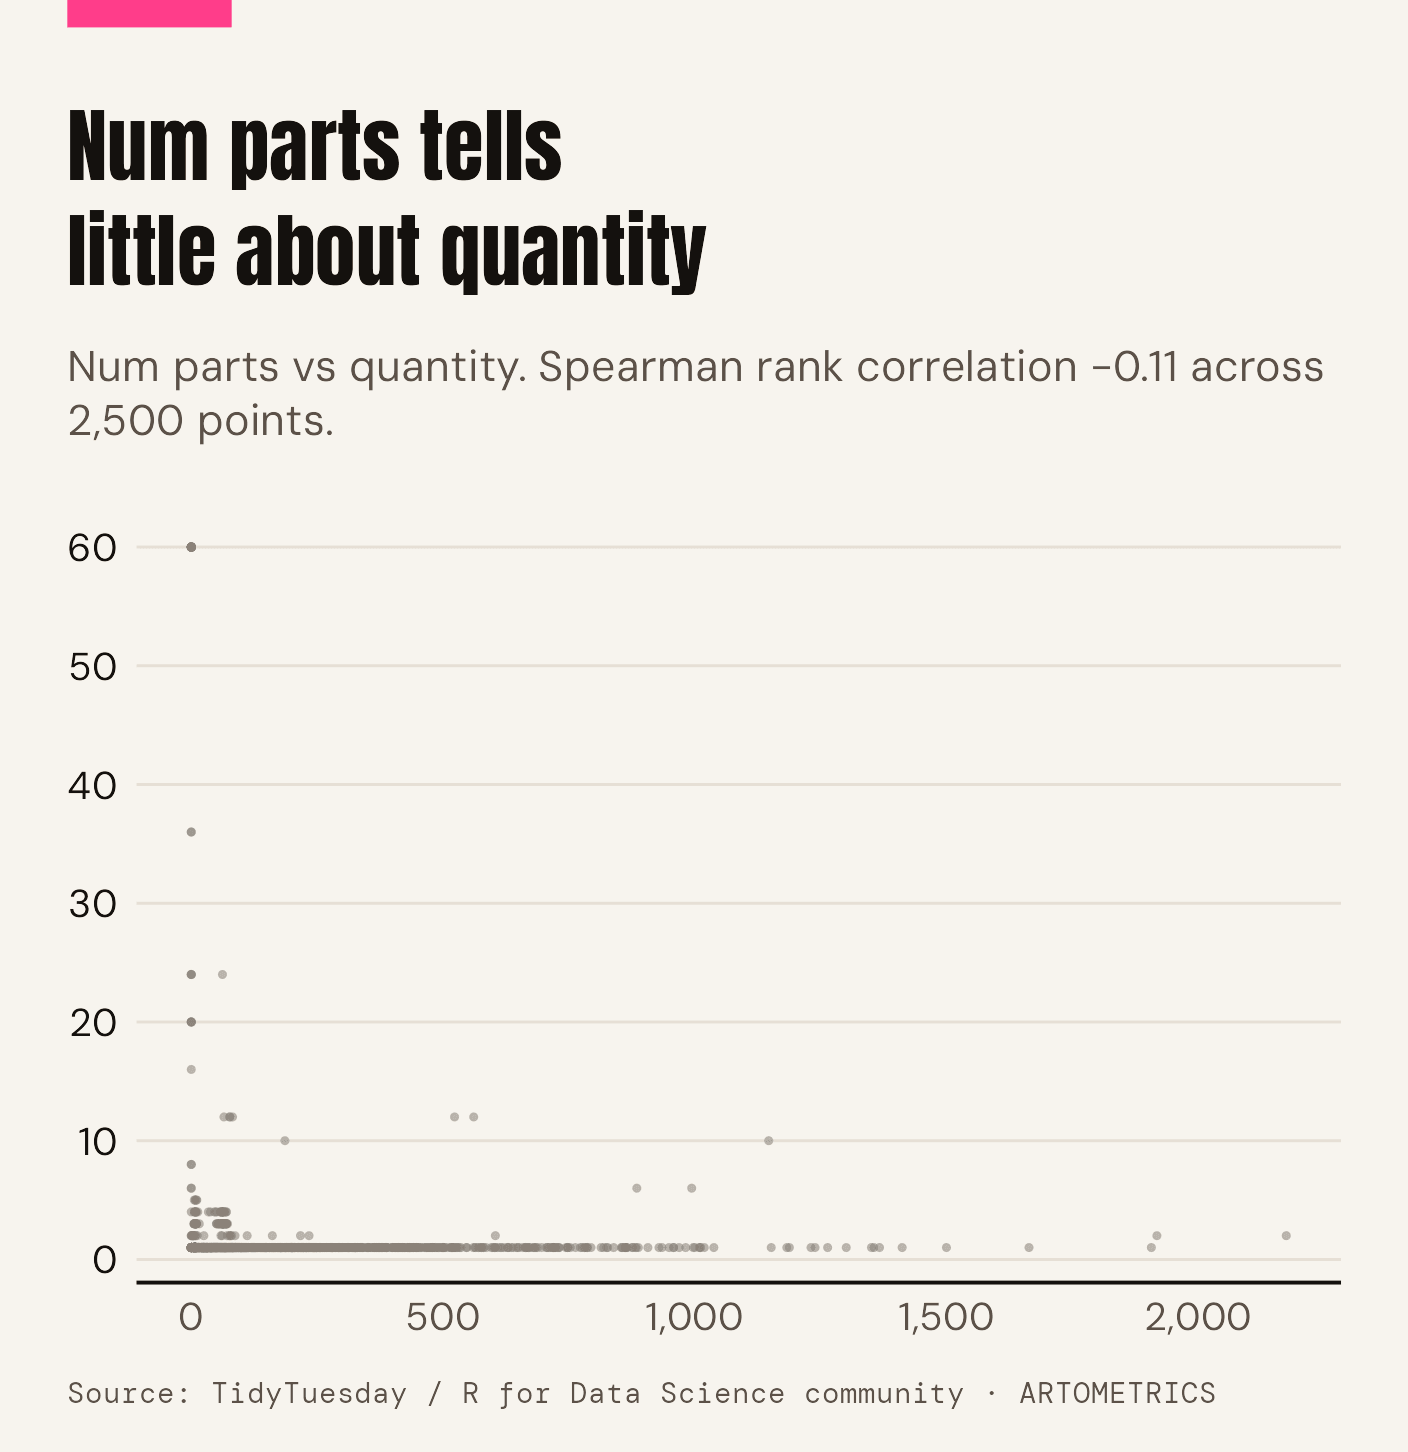 Num parts tells
little about quantity
Num parts vs quantity. Spearman rank correlation −0.11 across
2,500 points.
60
50
40
30
20
10
0
0 500 1,000 1,500 2,000
Source: TidyTuesday / R for Data Science community · ARTOMETRICS